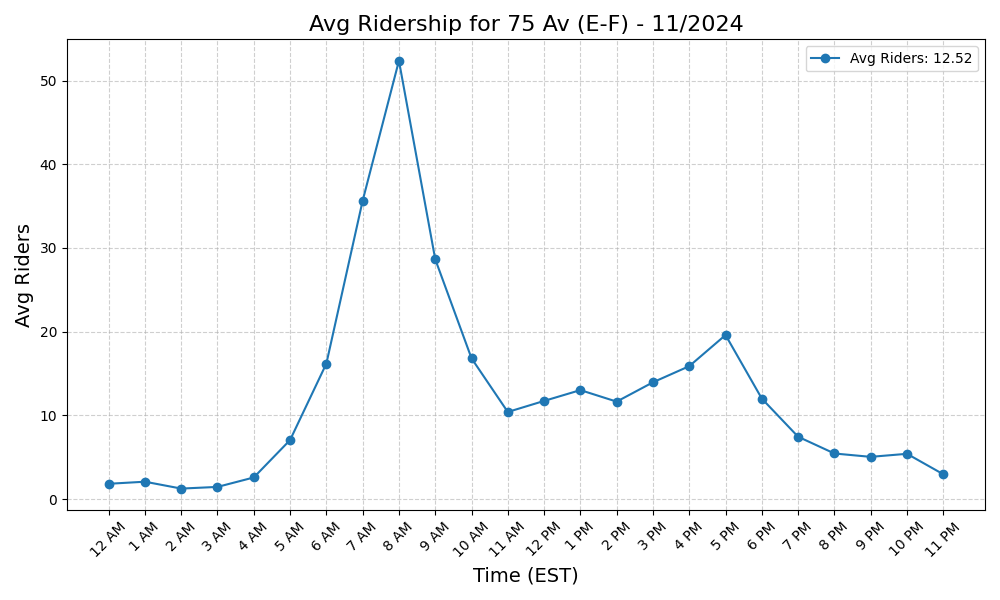 Avg Ridership for 75 Av (E-F) - 11/2024
Avg Riders: 12.52
Avg Riders
50
40
30
20
10
0
12 AM
1 AM
2 AM
3 AM
4 AM
5 AM
6 AM
7 AM
8 AM
9 AM
10 AM
11 AM
12 PM
1 PM
2 PM
3 PM
4 PM
5 PM
6 PM
7 PM
8 PM
9 PM
10 PM
11 PM
Time (EST)